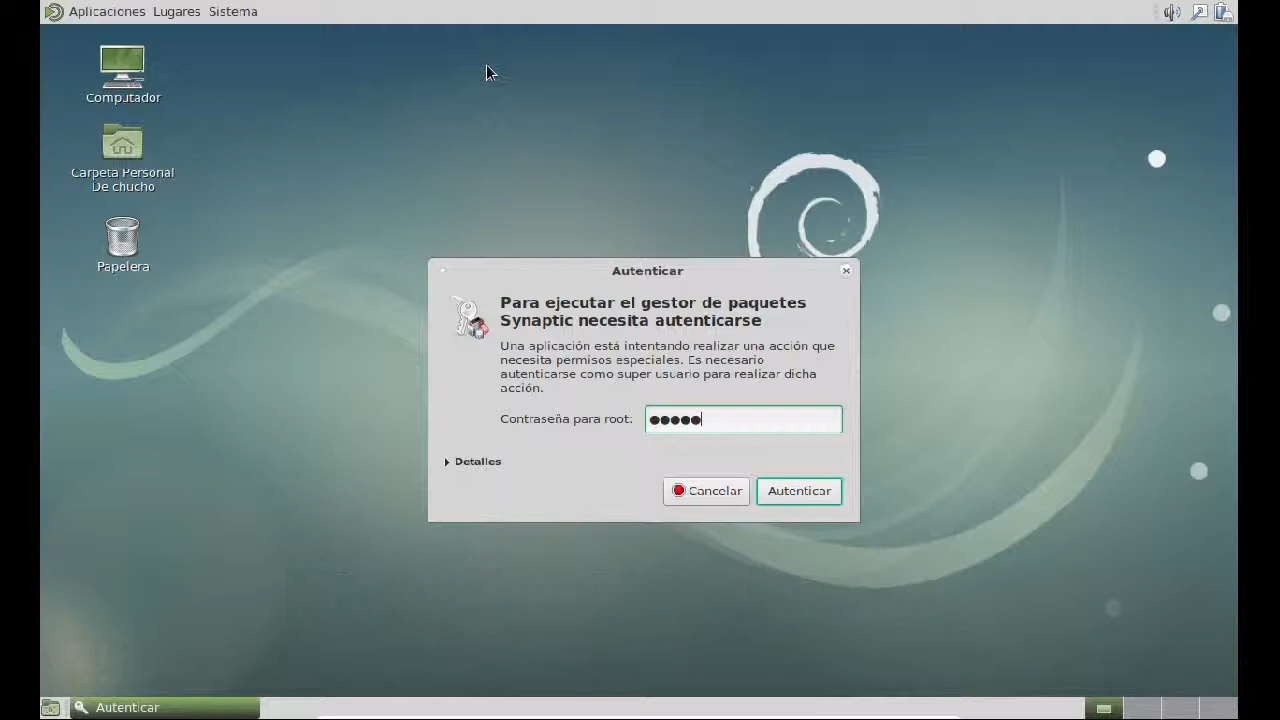 Aplicaciones Lugares Sistema
Computador
Carpeta Personal
De chucho
Papelera
Autenticar
Para ejecutar el gestor de paquetes
Synaptic necesita autenticarse
Una aplicación está intentando realizar una acción que
necesita permisos especiales. Es necesario
autenticarse como super usuario para realizar dicha
acción.
Contraseña para root: ●●●●●
Detalles
Cancelar Autenticar
Autenticar